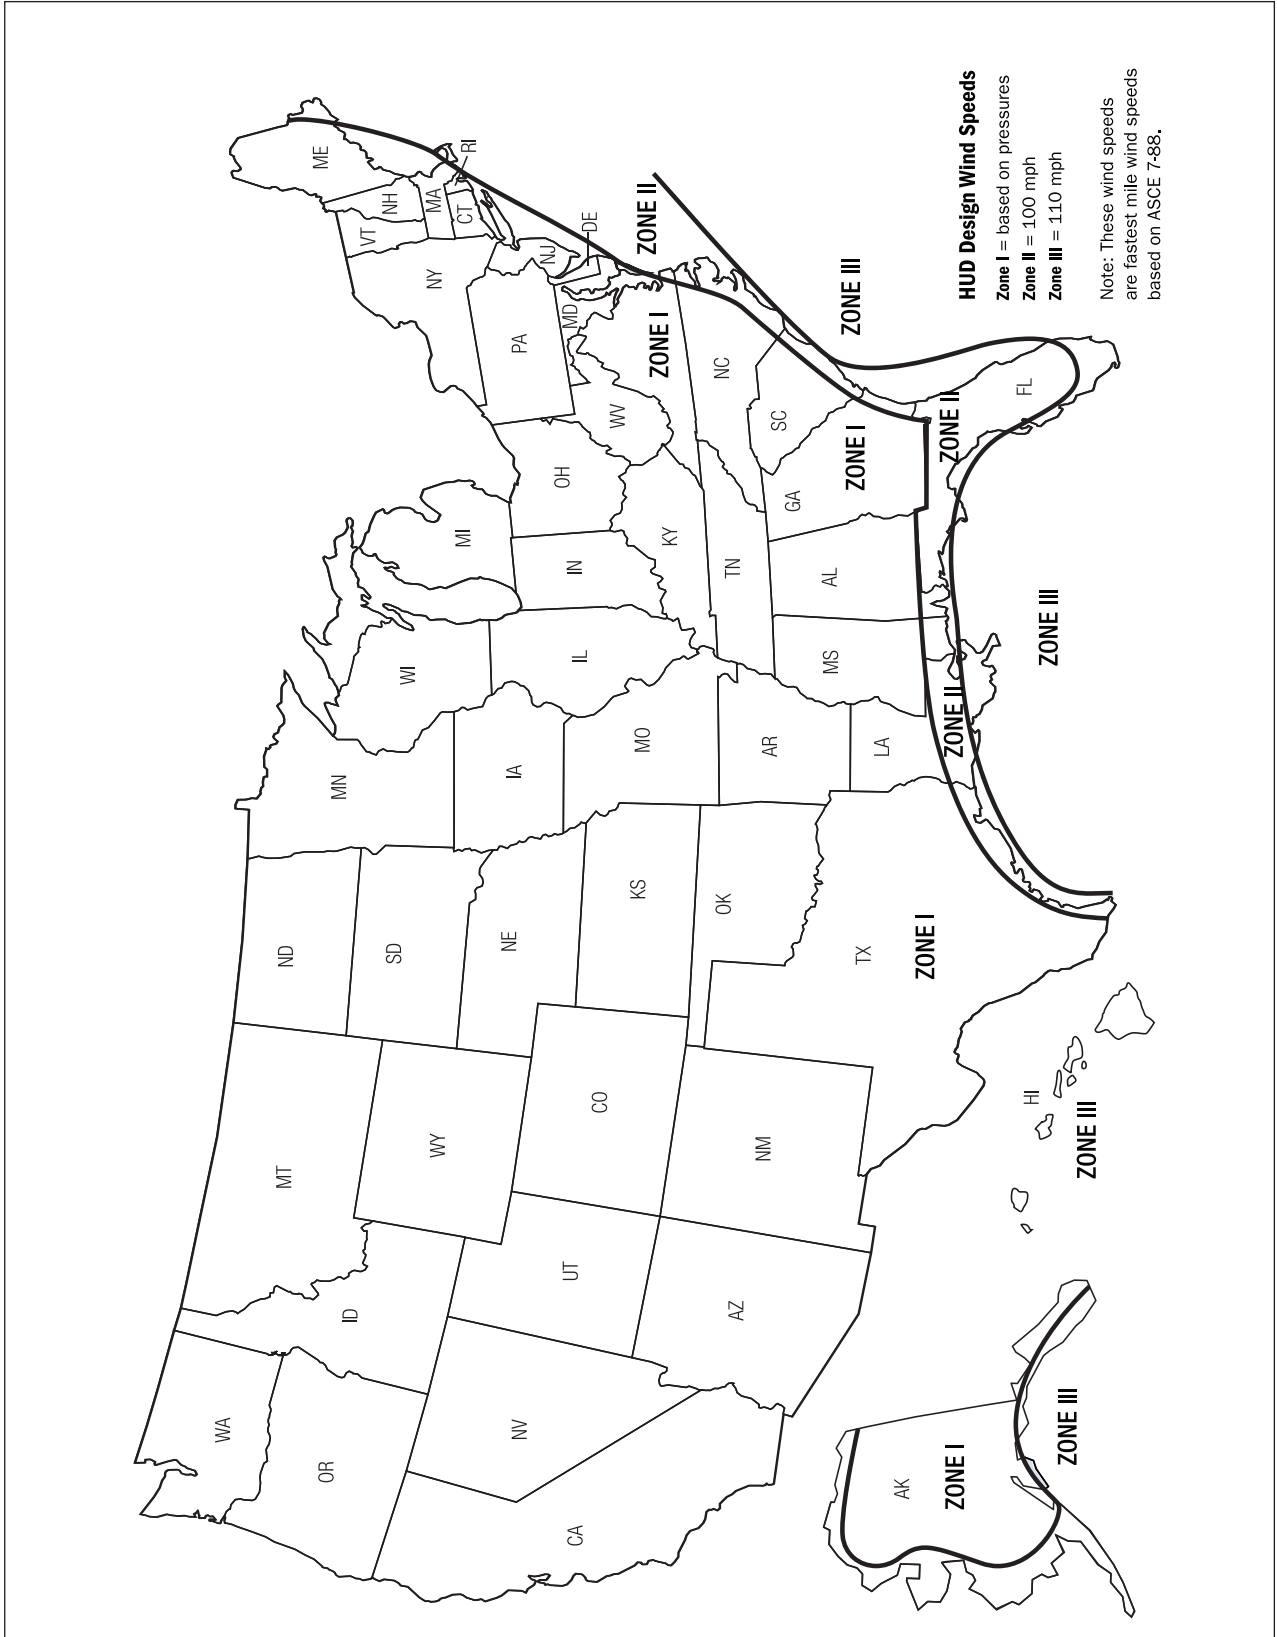 WA
MT
ND
MN
ME
OR
ID
SD
WI
VT
NH
WY
MI
NY
MA
RI
CT
NV
NE
IA
PA
NJ
CA
UT
CO
IL
IN
OH
DE
MD
WV
KS
MO
ZONE I
ZONE II
KY
AZ
NM
OK
TN
NC
AR
SC
TX
LA
MS
AL
GA
ZONE I
ZONE III
AK
ZONE I
ZONE II
ZONE II
FL
ZONE I
HI
ZONE III
ZONE III
ZONE III
HUD Design Wind Speeds
Zone I = based on pressures
Zone II = 100 mph
Zone III = 110 mph
Note: These wind speeds
are fastest mile wind speeds
based on ASCE 7-88.